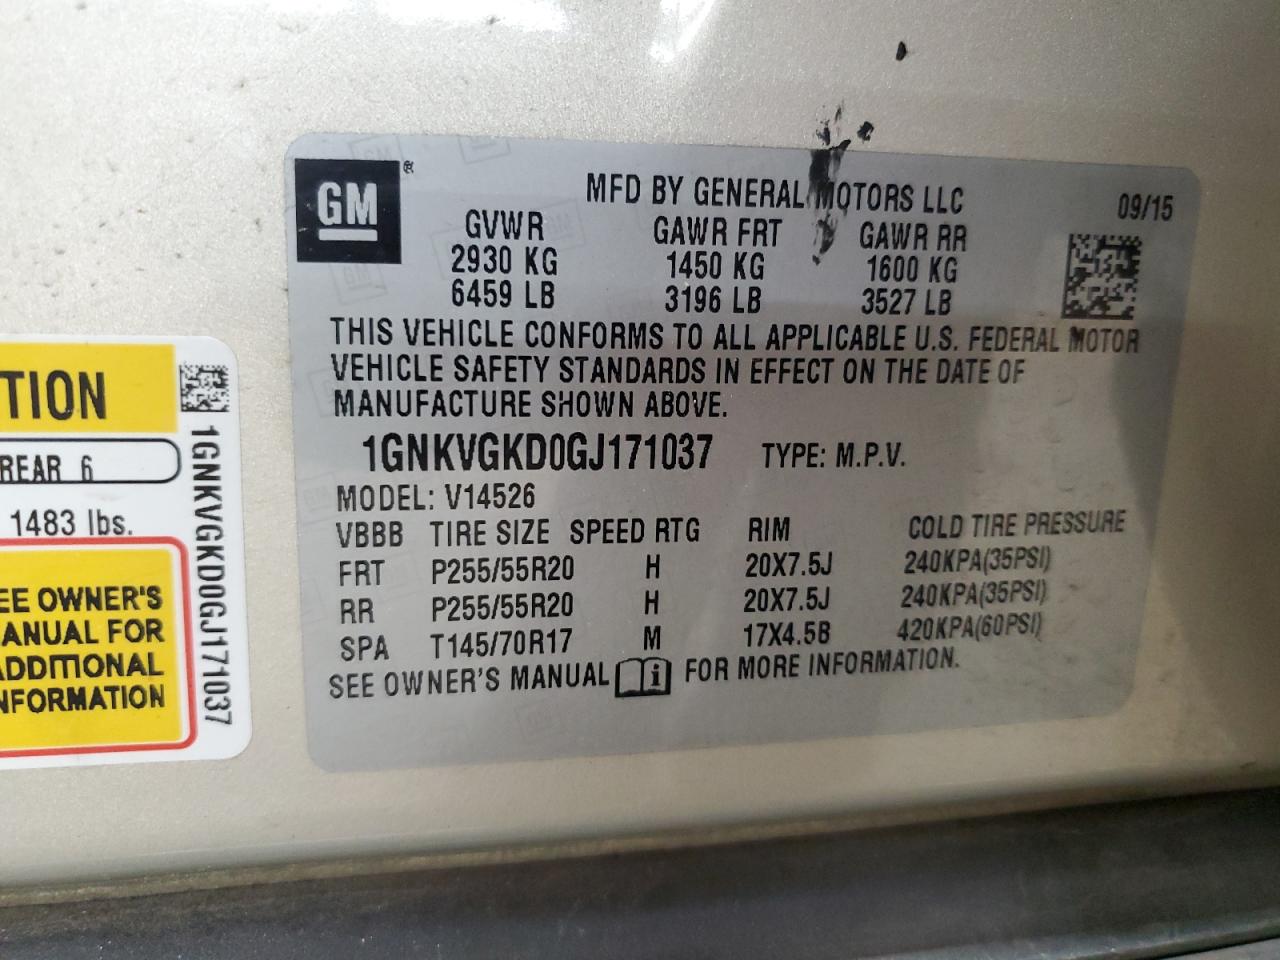 GM®
MFD BY GENERAL MOTORS LLC 09/15
GVWR GAWR FRT GAWR RR
2930 KG 1450 KG 1600 KG
6459 LB 3196 LB 3527 LB
THIS VEHICLE CONFORMS TO ALL APPLICABLE U.S. FEDERAL MOTOR
VEHICLE SAFETY STANDARDS IN EFFECT ON THE DATE OF
MANUFACTURE SHOWN ABOVE.
1GNKVGKD0GJ171037 TYPE: M.P.V.
MODEL: V14526
VBBB TIRE SIZE SPEED RTG RIM COLD TIRE PRESSURE
FRT P255/55R20 H 20X7.5J 240KPA(35PSI)
RR P255/55R20 H 20X7.5J 240KPA(35PSI)
SPA T145/70R17 M 17X4.5B 420KPA(60PSI)
SEE OWNER'S MANUAL i FOR MORE INFORMATION.
TION
REAR 6
1483 lbs.
EE OWNER'S
ANUAL FOR
ADDITIONAL
NFORMATION
1GNKVGKD0GJ171037